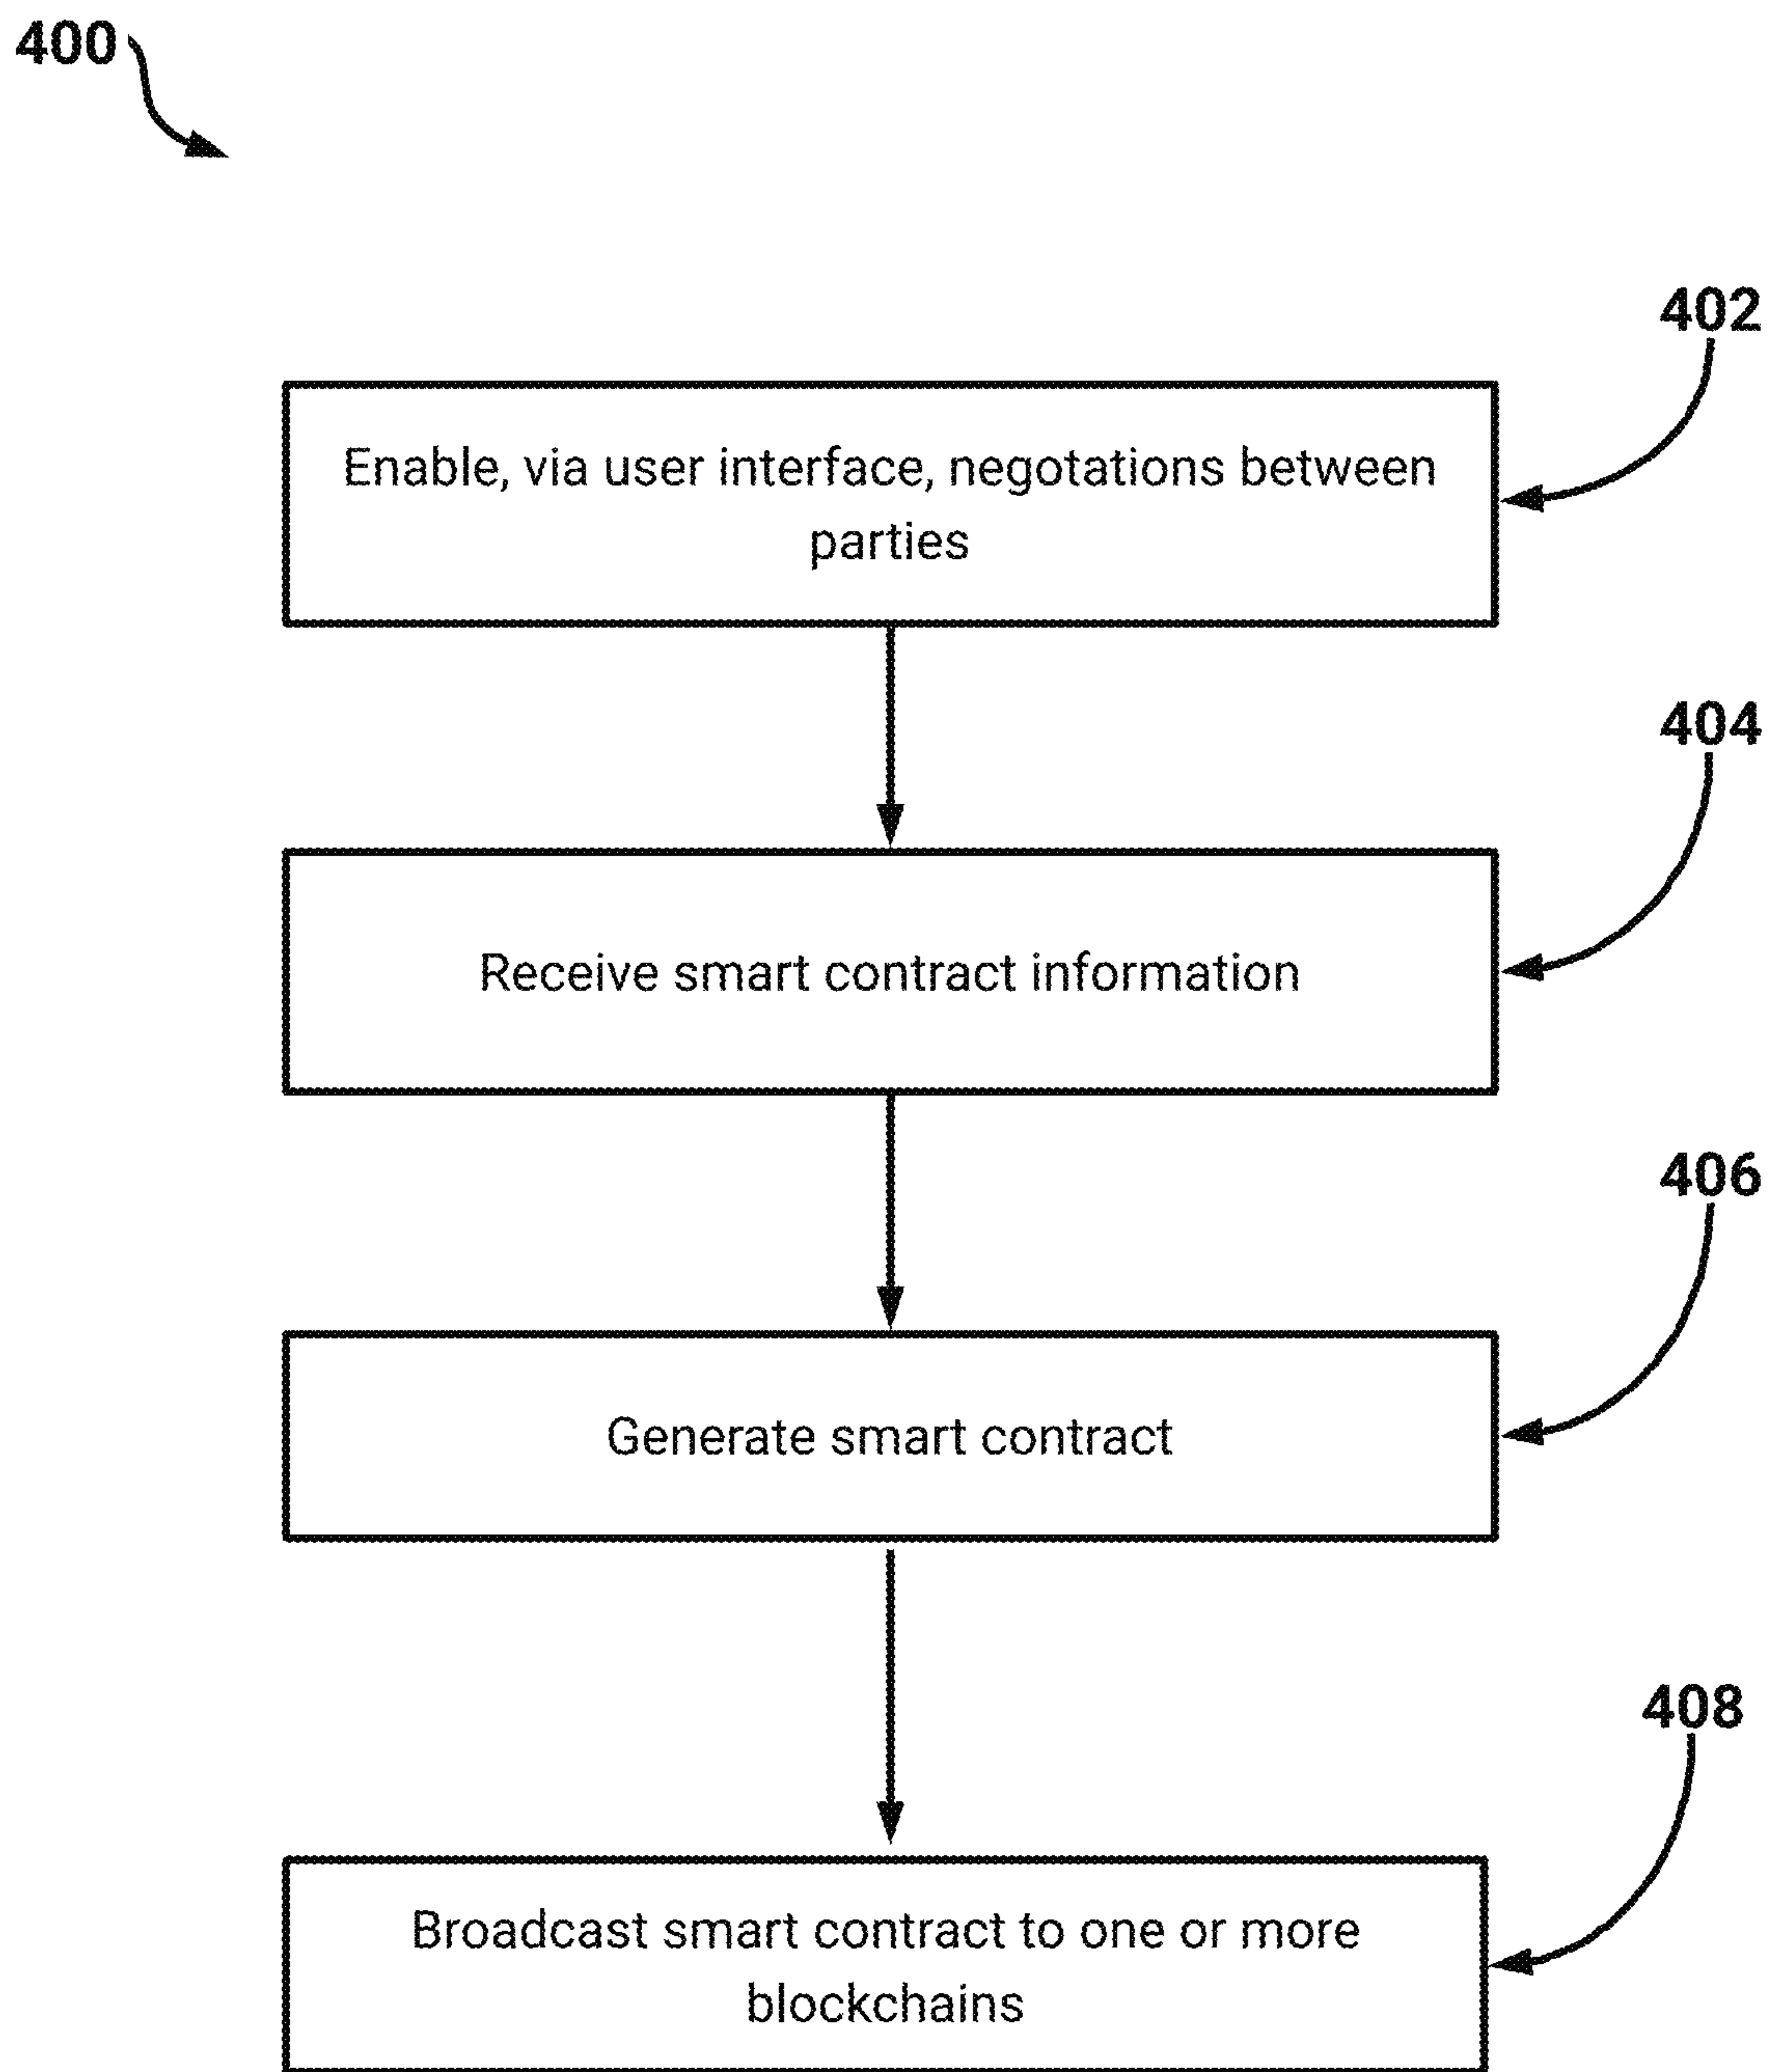 400
402
Enable, via user interface, negotations between
parties
404
Receive smart contract information
406
Generate smart contract
408
Broadcast smart contract to one or more
blockchains